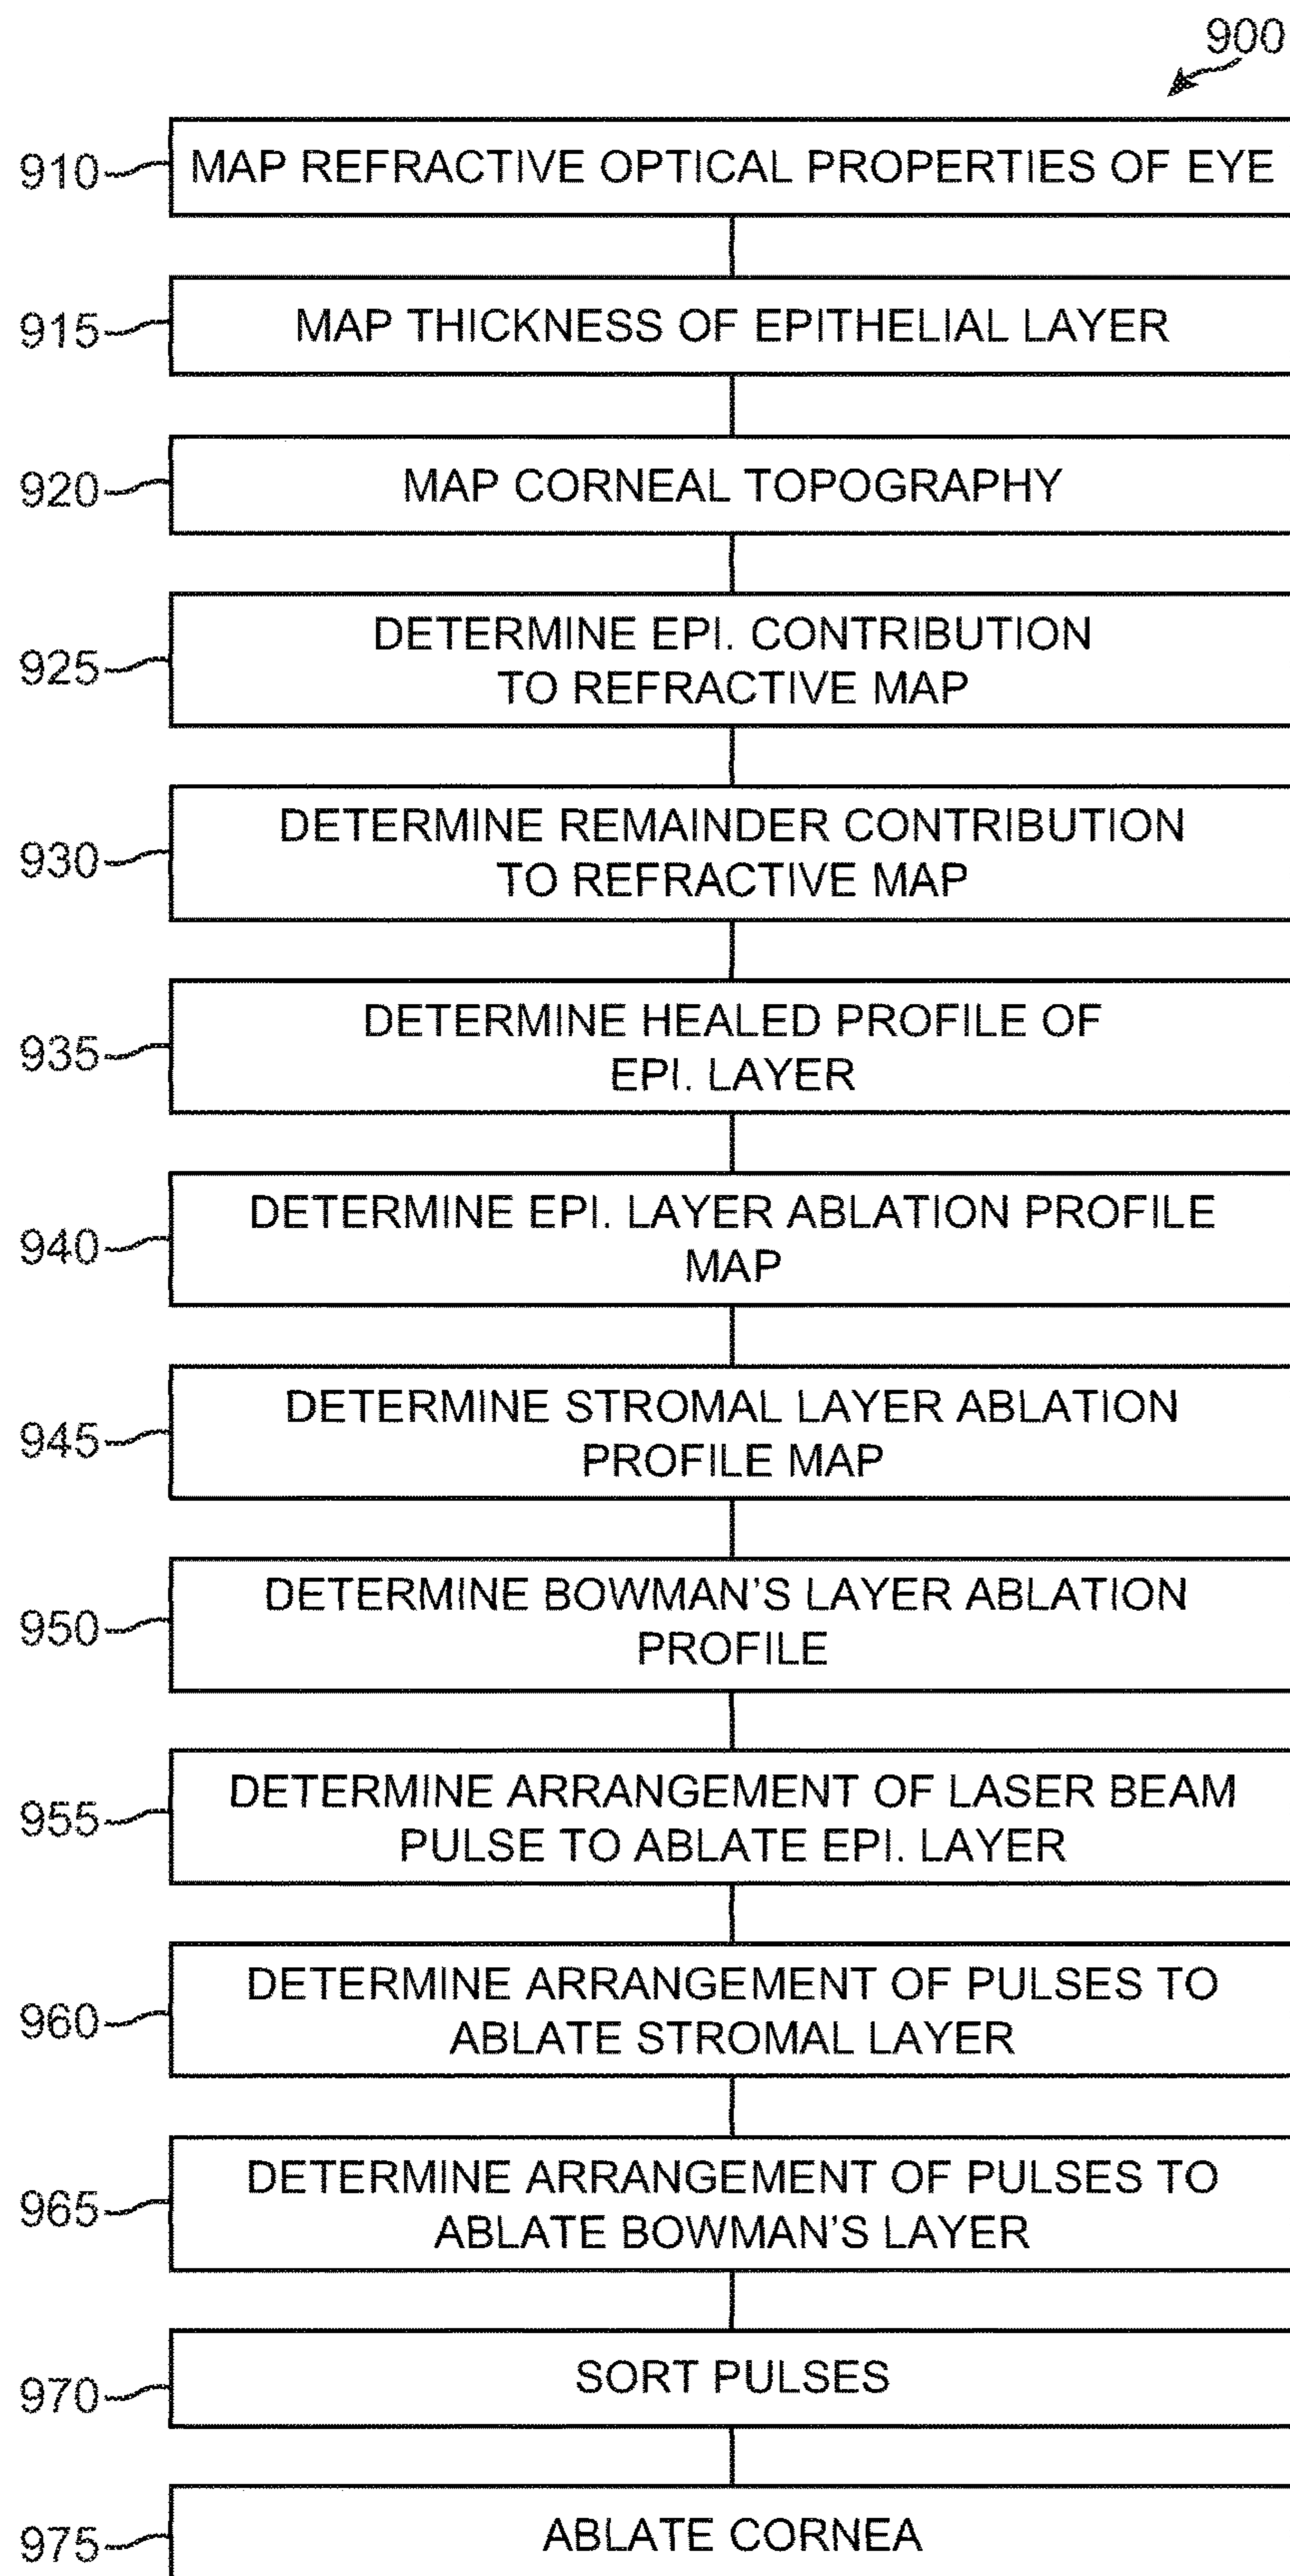 900
910 MAP REFRACTIVE OPTICAL PROPERTIES OF EYE
915 MAP THICKNESS OF EPITHELIAL LAYER
920 MAP CORNEAL TOPOGRAPHY
925 DETERMINE EPI. CONTRIBUTION
TO REFRACTIVE MAP
930 DETERMINE REMAINDER CONTRIBUTION
TO REFRACTIVE MAP
935 DETERMINE HEALED PROFILE OF
EPI. LAYER
940 DETERMINE EPI. LAYER ABLATION PROFILE
MAP
945 DETERMINE STROMAL LAYER ABLATION
PROFILE MAP
950 DETERMINE BOWMAN'S LAYER ABLATION
PROFILE
955 DETERMINE ARRANGEMENT OF LASER BEAM
PULSE TO ABLATE EPI. LAYER
960 DETERMINE ARRANGEMENT OF PULSES TO
ABLATE STROMAL LAYER
965 DETERMINE ARRANGEMENT OF PULSES TO
ABLATE BOWMAN'S LAYER
970 SORT PULSES
975 ABLATE CORNEA